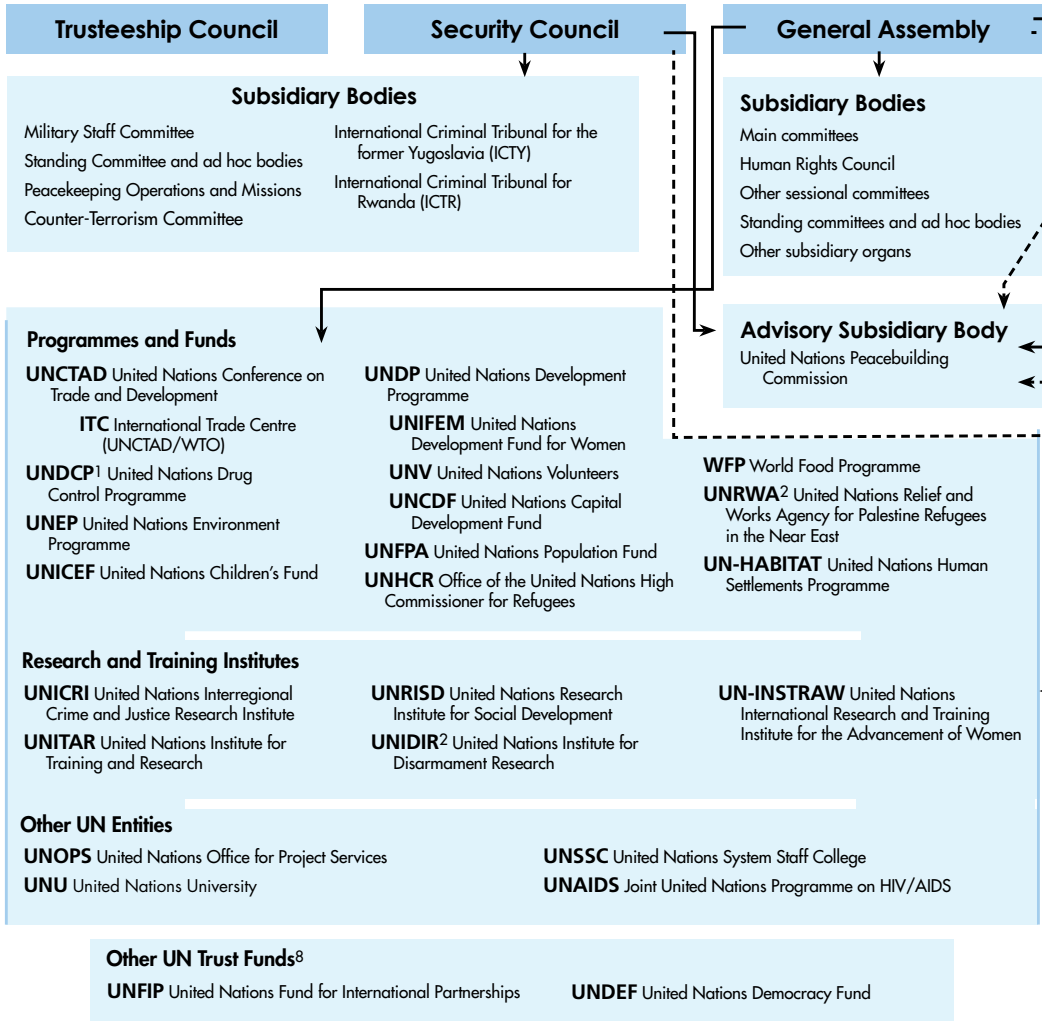 Trusteeship Council
Security Council
General Assembly
Subsidiary Bodies
Military Staff Committee
Standing Committee and ad hoc bodies
Peacekeeping Operations and Missions
Counter-Terrorism Committee
International Criminal Tribunal for the
former Yugoslavia (ICTY)
International Criminal Tribunal for
Rwanda (ICTR)
Subsidiary Bodies
Main committees
Human Rights Council
Other sessional committees
Standing committees and ad hoc bodies
Other subsidiary organs
Advisory Subsidiary Body
United Nations Peacebuilding
Commission
Programmes and Funds
UNCTAD United Nations Conference on
Trade and Development
ITC International Trade Centre
(UNCTAD/WTO)
UNDCP1 United Nations Drug
Control Programme
UNEP United Nations Environment
Programme
UNICEF United Nations Children's Fund
UNDP United Nations Development
Programme
UNIFEM United Nations
Development Fund for Women
UNV United Nations Volunteers
UNCDF United Nations Capital
Development Fund
UNFPA United Nations Population Fund
UNHCR Office of the United Nations High
Commissioner for Refugees
WFP World Food Programme
UNRWA2 United Nations Relief and
Works Agency for Palestine Refugees
in the Near East
UN-HABITAT United Nations Human
Settlements Programme
Research and Training Institutes
UNICRI United Nations Interregional
Crime and Justice Research Institute
UNITAR United Nations Institute for
Training and Research
UNRISD United Nations Research
Institute for Social Development
UNIDIR2 United Nations Institute for
Disarmament Research
UN-INSTRAW United Nations
International Research and Training
Institute for the Advancement of Women
Other UN Entities
UNOPS United Nations Office for Project Services
UNU United Nations University
UNSSC United Nations System Staff College
UNAIDS Joint United Nations Programme on HIV/AIDS
Other UN Trust Funds8
UNFIP United Nations Fund for International Partnerships
UNDEF United Nations Democracy Fund